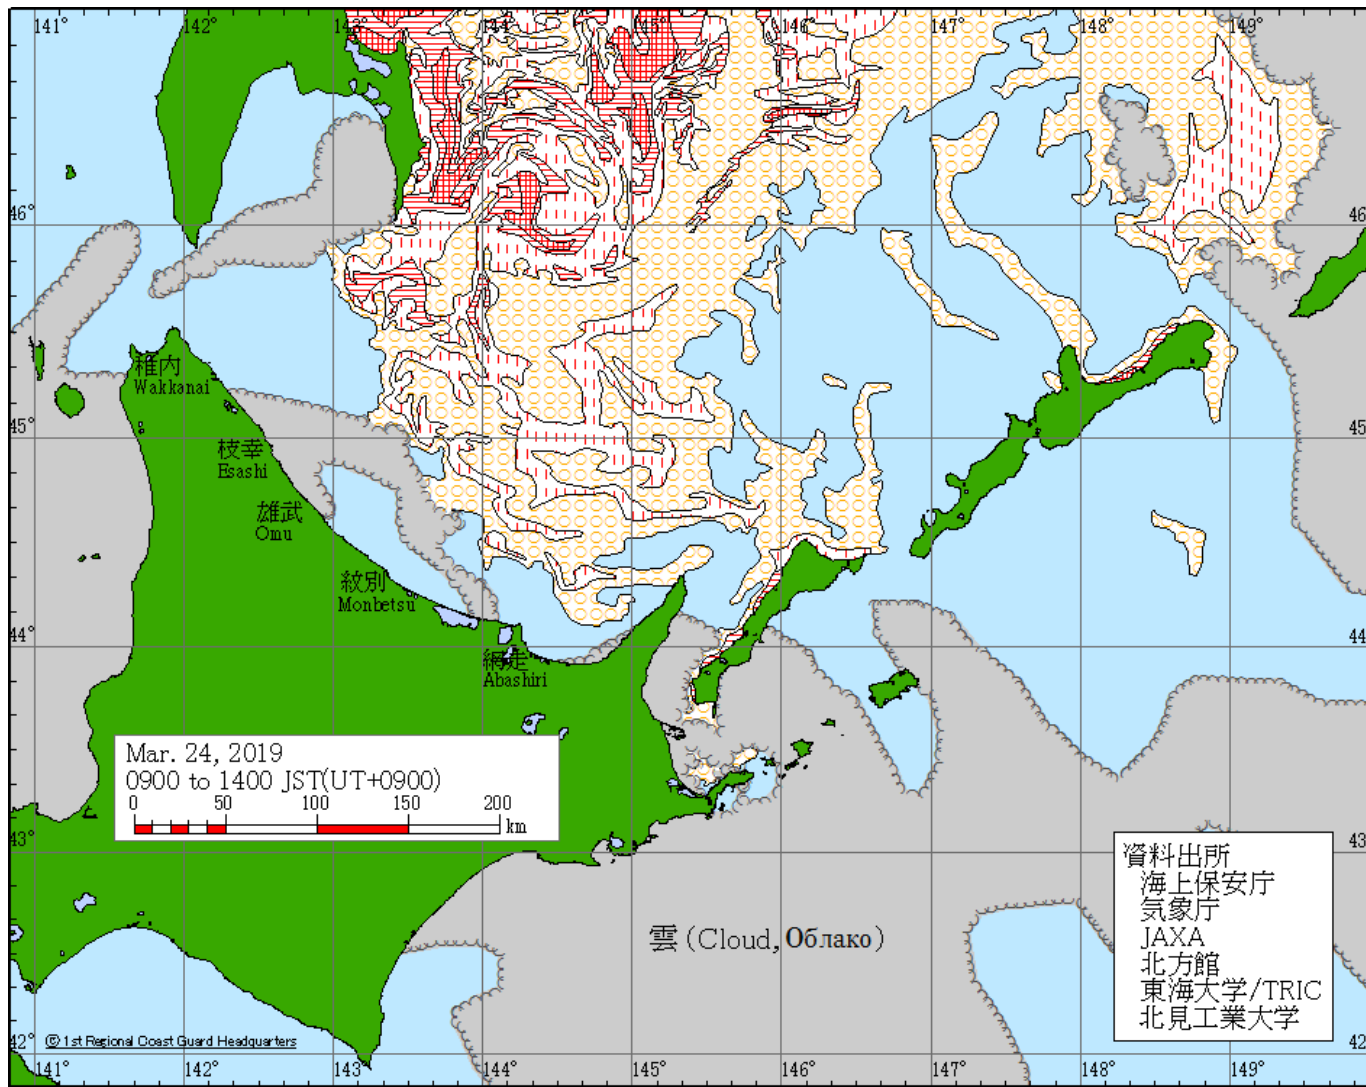 141° 142° 143° 144° 145° 146° 147° 148° 149°
46° 46
稚内
Wakkanai
45° 45
枝幸
Esashi
雄武
Omu
紋別
Monbetsu
44° 44
網走
Abashiri
Mar. 24, 2019
0900 to 1400 JST(UT+0900)
0 50 100 150 200
km
43° 43
資料出所
海上保安庁
気象庁
JAXA
北方館
東海大学/TRIC
北見工業大学
雲(Cloud,Облако)
© 1st Regional Coast Guard Headquarters
42° 42
141° 142° 143° 144° 145° 146° 147° 148° 149°